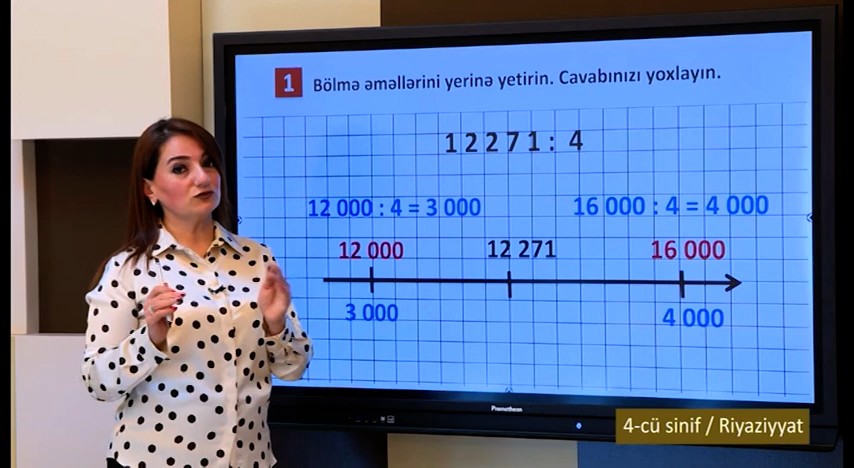 1 Bölmə əməllərini yerinə yetirin. Cavabınızı yoxlayın.
12271 : 4
12 000 : 4 = 3 000 16 000 : 4 = 4 000
12 000 12 271 16 000
3 000 4 000
Promethean
4-cü sinif / Riyaziyyat